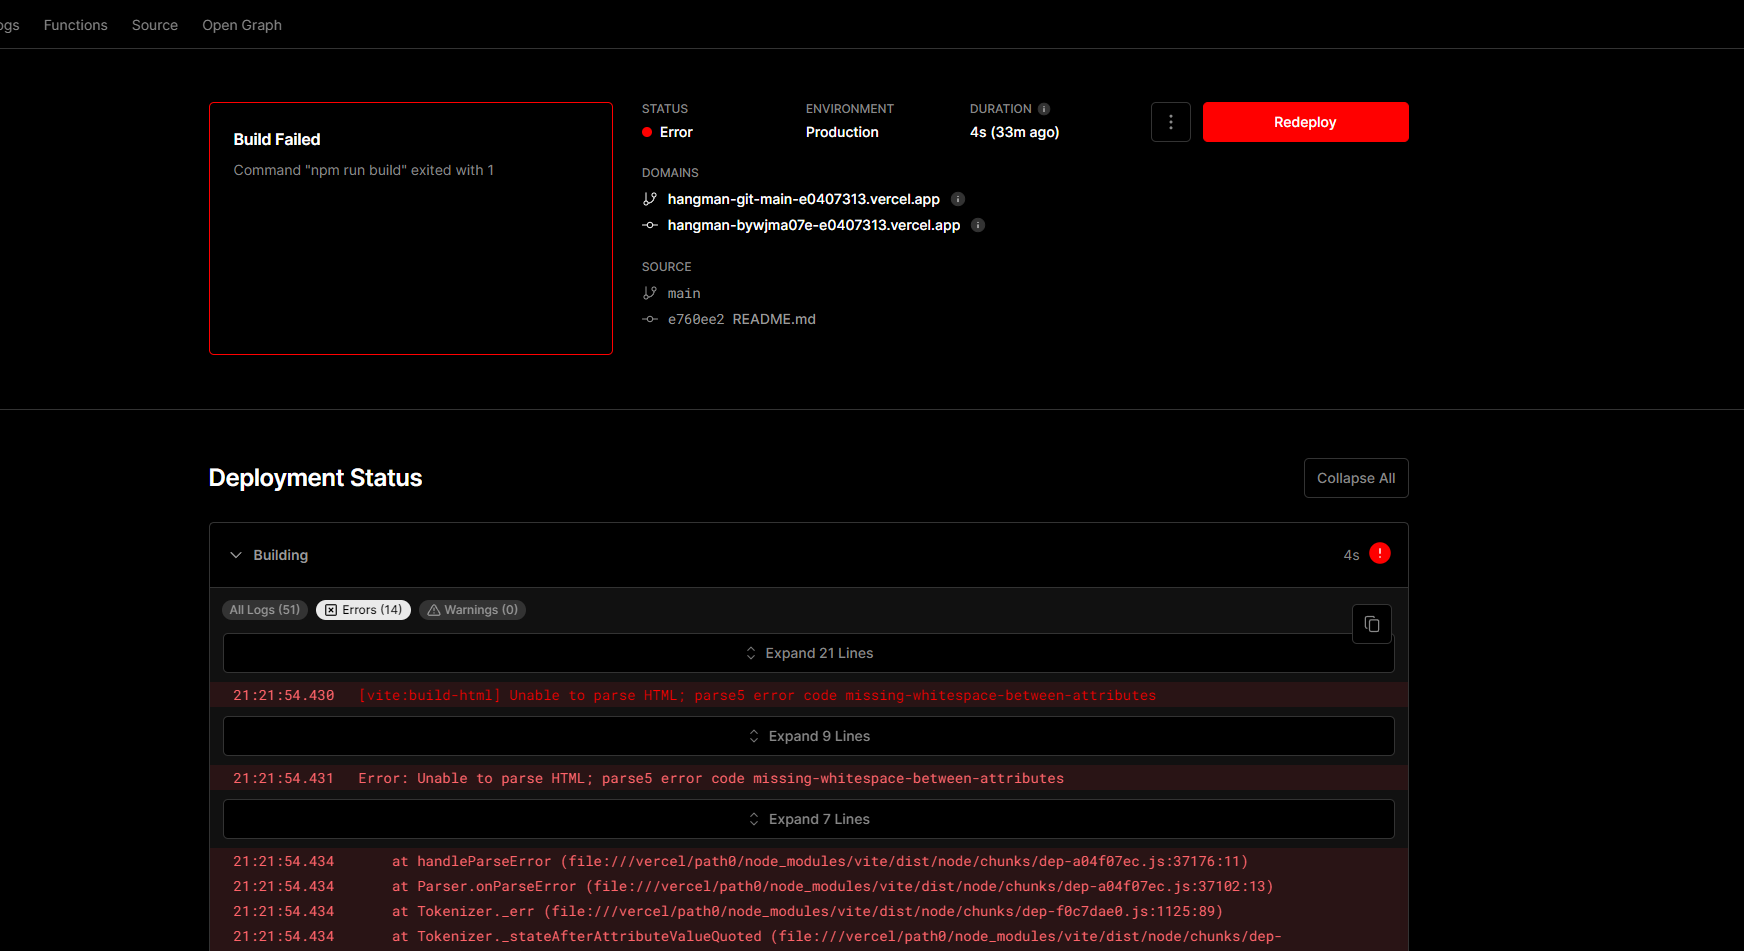 Functions
Source
Open Graph
Build Failed
Command "npm run build" exited with 1
STATUS
Error
ENVIRONMENT
Production
DURATION
4s (33m ago)
Redeploy
DOMAINS
hangman-git-main-e0407313.vercel.app
hangman-bywjma07e-e0407313.vercel.app
SOURCE
main
e760ee2 README.md
Deployment Status
Collapse All
Building
4s
All Logs (51)
Errors (14)
Warnings (0)
Expand 21 Lines
21:21:54.430 [vite:build-html] Unable to parse HTML; parse5 error code missing-whitespace-between-attributes
Expand 9 Lines
21:21:54.431 Error: Unable to parse HTML; parse5 error code missing-whitespace-between-attributes
Expand 7 Lines
21:21:54.434 at handleParseError (file:///vercel/path0/node_modules/vite/dist/node/chunks/dep-a04f07ec.js:37176:11)
21:21:54.434 at Parser.onParseError (file:///vercel/path0/node_modules/vite/dist/node/chunks/dep-a04f07ec.js:37102:13)
21:21:54.434 at Tokenizer._err (file:///vercel/path0/node_modules/vite/dist/node/chunks/dep-f0c7dae0.js:1125:89)
21:21:54.434 at Tokenizer._stateAfterAttributeValueQuoted (file:///vercel/path0/node_modules/vite/dist/node/chunks/dep-